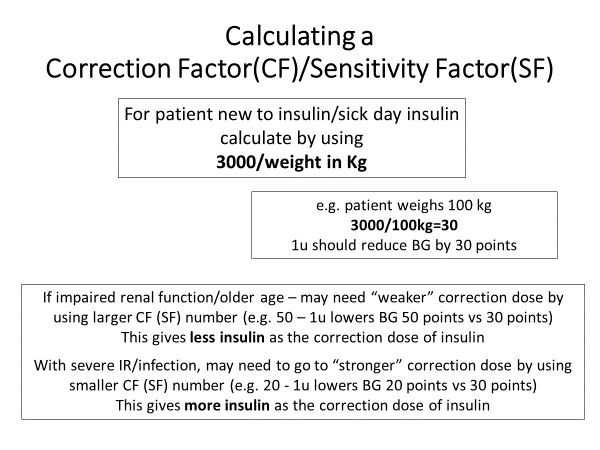 Calculating a
Correction Factor(CF)/Sensitivity Factor(SF)
For patient new to insulin/sick day insulin
calculate by using
3000/weight in Kg
e.g. patient weighs 100 kg
3000/100kg=30
1u should reduce BG by 30 points
If impaired renal function/older age – may need “weaker” correction dose by
using larger CF (SF) number (e.g. 50 – 1u lowers BG 50 points vs 30 points)
This gives less insulin as the correction dose of insulin
With severe IR/infection, may need to go to “stronger” correction dose by using
smaller CF (SF) number (e.g. 20 - 1u lowers BG 20 points vs 30 points)
This gives more insulin as the correction dose of insulin